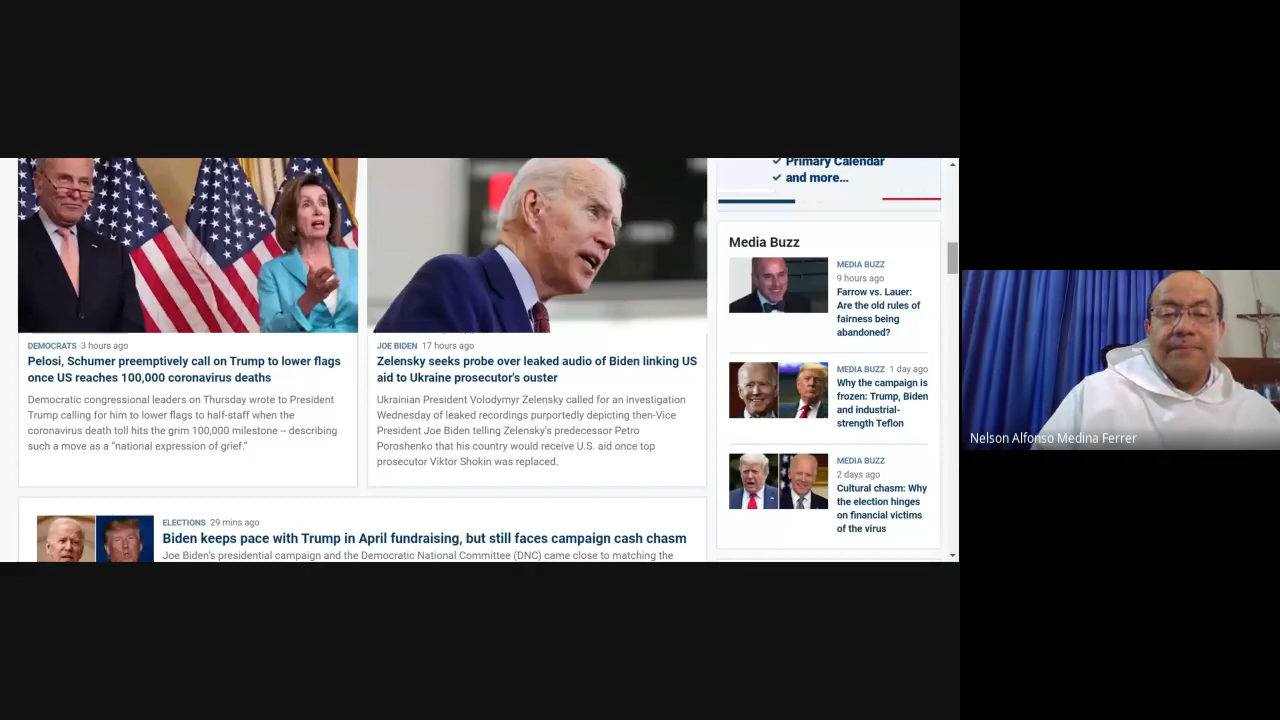 Primary Calendar
and more...
DEMOCRATS 3 hours ago
Pelosi, Schumer preemptively call on Trump to lower flags
once US reaches 100,000 coronavirus deaths
Democratic congressional leaders on Thursday wrote to President
Trump calling for him to lower flags to half-staff when the
coronavirus death toll hits the grim 100,000 milestone -- describing
such a move as a "national expression of grief."
JOE BIDEN 17 hours ago
Zelensky seeks probe over leaked audio of Biden linking US
aid to Ukraine prosecutor's ouster
Ukrainian President Volodymyr Zelensky called for an investigation
Wednesday of leaked recordings purportedly depicting then-Vice
President Joe Biden telling Zelensky's predecessor Petro
Poroshenko that his country would receive U.S. aid once top
prosecutor Viktor Shokin was replaced.
ELECTIONS 29 mins ago
Biden keeps pace with Trump in April fundraising, but still faces campaign cash chasm
Joe Biden's presidential campaign and the Democratic National Committee (DNC) came close to matching the
Media Buzz
MEDIA BUZZ
9 hours ago
Farrow vs. Lauer:
Are the old rules of
fairness being
abandoned?
MEDIA BUZZ 1 day ago
Why the campaign is
frozen: Trump, Biden
and industrial-
strength Teflon
MEDIA BUZZ
2 days ago
Cultural chasm: Why
the election hinges
on financial victims
of the virus
Nelson Alfonso Medina Ferrer